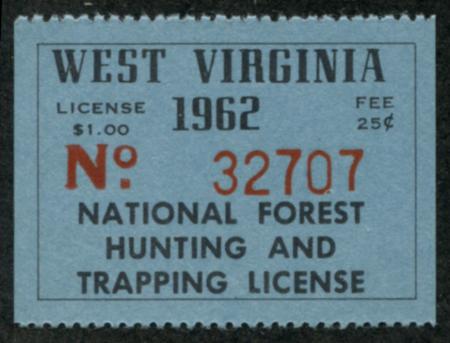 WEST VIRGINIA
LICENSE $1.00
1962
FEE 25¢
Nº. 32707
NATIONAL FOREST
HUNTING AND
TRAPPING LICENSE